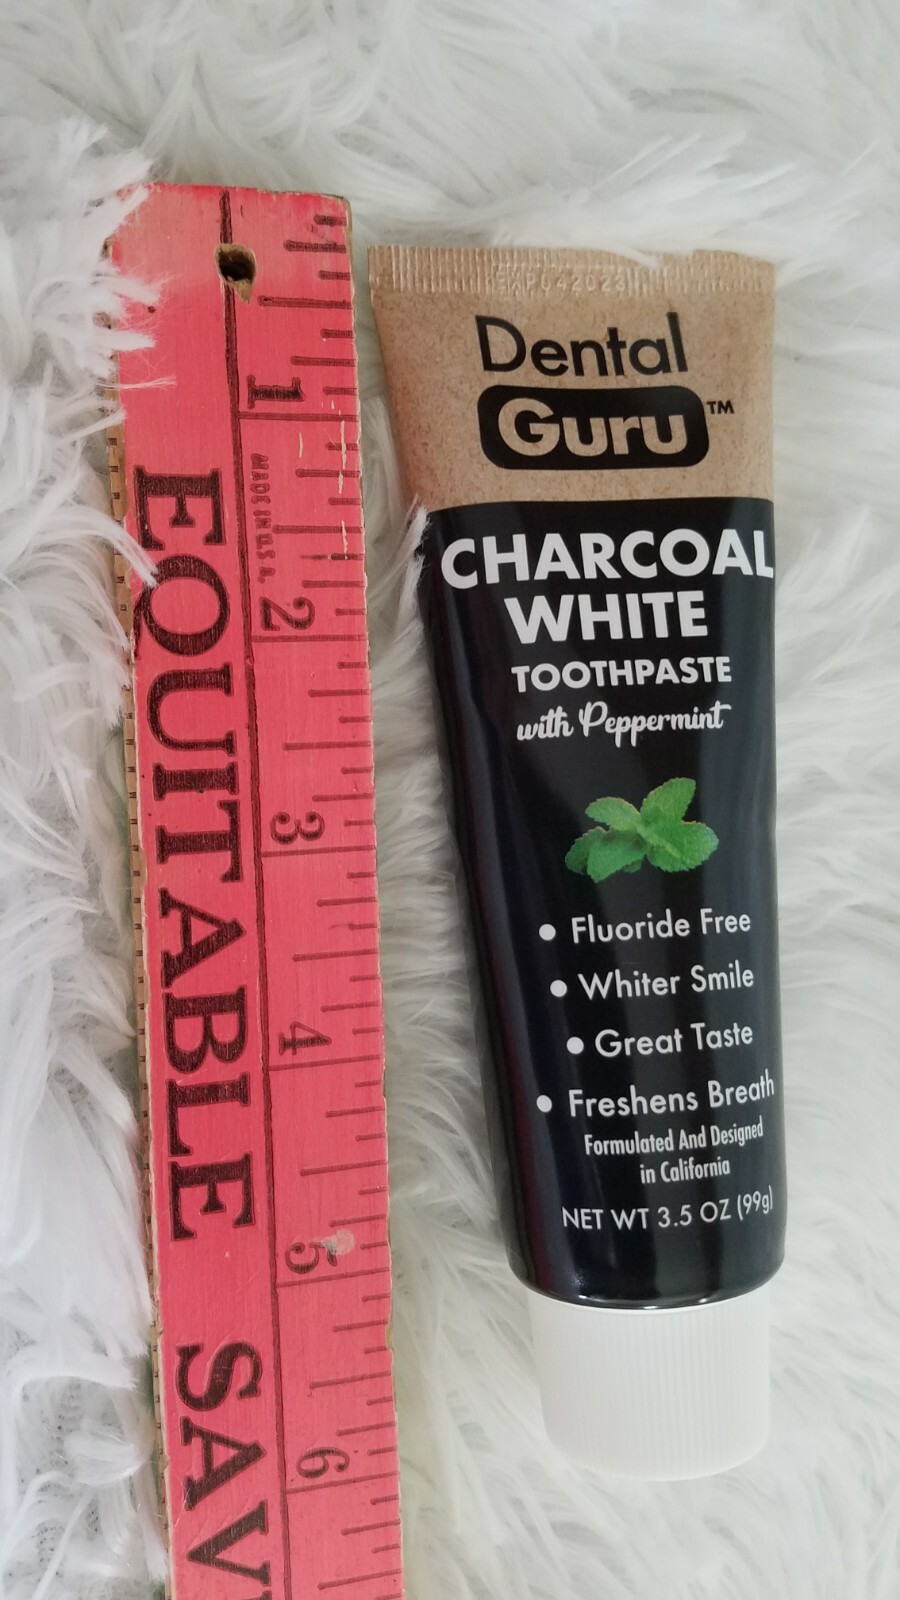 1
MADE IN U.S.A.
2
3
4
5
6
EQUITABLE SAV
EXP042023
Dental
Guru™
CHARCOAL
WHITE
TOOTHPASTE
with Peppermint
• Fluoride Free
• Whiter Smile
• Great Taste
• Freshens Breath
Formulated And Designed
in California
NET WT 3.5 OZ (99g)